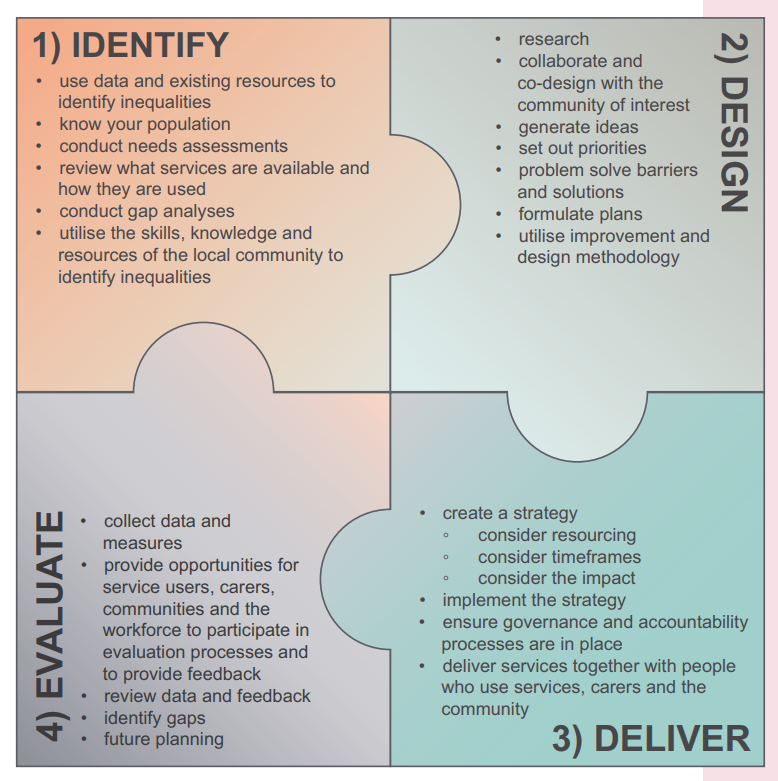 1) IDENTIFY
• use data and existing resources to
identify inequalities
• know your population
• conduct needs assessments
• review what services are available and
how they are used
• conduct gap analyses
• utilise the skills, knowledge and
resources of the local community to
identify inequalities
2) DESIGN
• research
• collaborate and
co-design with the
community of interest
• generate ideas
• set out priorities
• problem solve barriers
and solutions
• formulate plans
• utilise improvement and
design methodology
• create a strategy
◦ consider resourcing
◦ consider timeframes
◦ consider the impact
• implement the strategy
• ensure governance and accountability
processes are in place
• deliver services together with people
who use services, carers and the
community
3) DELIVER
4) EVALUATE
• collect data and
measures
• provide opportunities for
service users, carers,
communities and the
workforce to participate in
evaluation processes and
to provide feedback
• review data and feedback
• identify gaps
• future planning